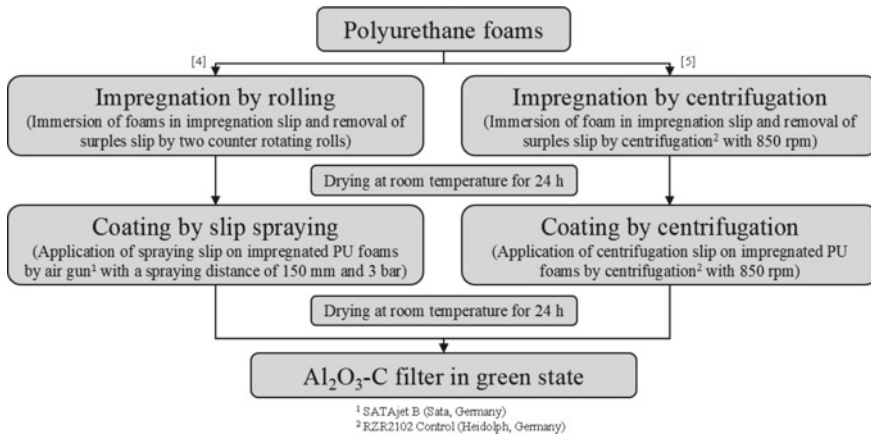 Polyurethane foams
[4]
[5]
Impregnation by rolling
(Immersion of foams in impregnation slip and removal of
surples slip by two counter rotating rolls)
Impregnation by centrifugation
(Immersion of foam in impregnation slip and removal of
surples slip by centrifugation² with 850 rpm)
Drying at room temperature for 24 h
Coating by slip spraying
(Application of spraying slip on impregnated PU foams
by air gun¹ with a spraying distance of 150 mm and 3 bar)
Coating by centrifugation
(Application of centrifugation slip on impregnated PU
foams by centrifugation² with 850 rpm)
Drying at room temperature for 24 h
Al₂O₃-C filter in green state
¹ SATAjet B (Sata, Germany)
² RZR2102 Control (Heidolph, Germany)